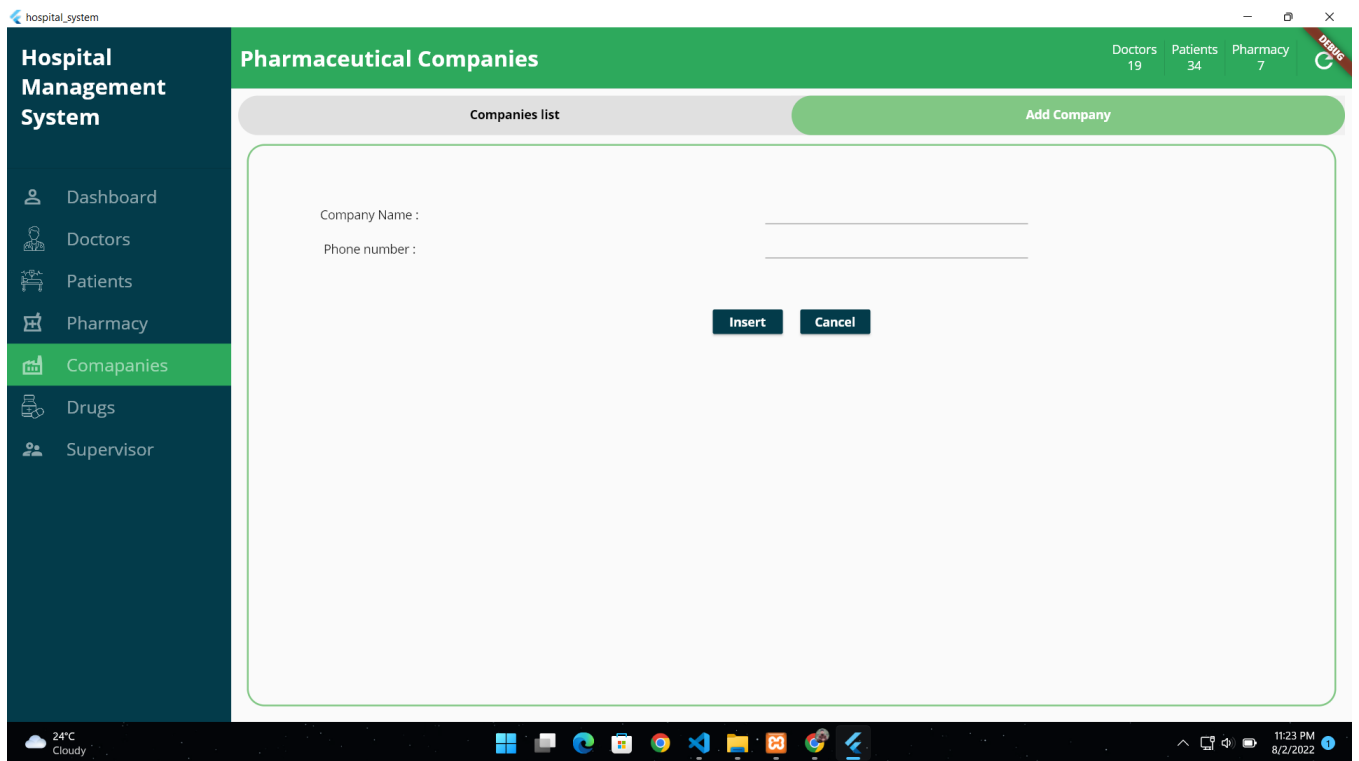 hospital_system
Hospital
Management
System
Pharmaceutical Companies
Doctors Patients Pharmacy
19 34 7
DEBUG
Companies list Add Company
Dashboard
Doctors
Patients
Pharmacy
Comapanies
Drugs
Supervisor
Company Name :
Phone number :
Insert Cancel
24°C
Cloudy
11:23 PM
8/2/2022
1